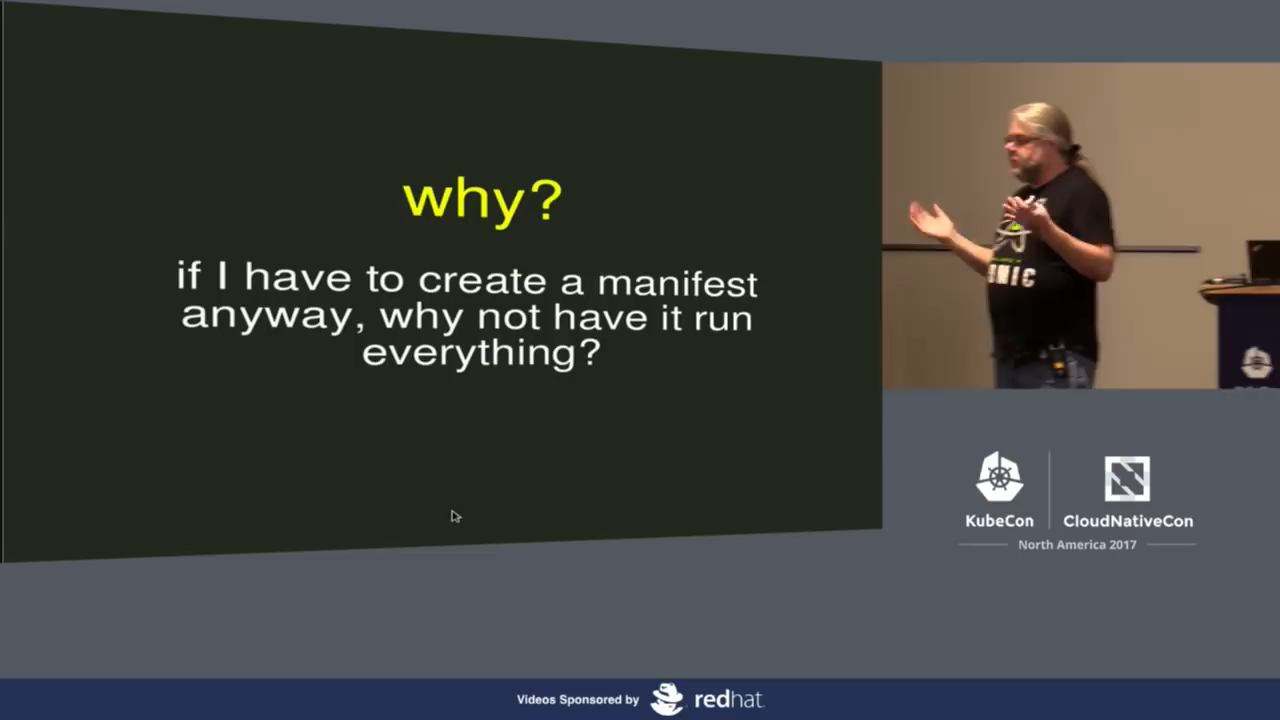 why?
if I have to create a manifest
anyway, why not have it run
everything?
NIC
KubeCon
CloudNativeCon
North America 2017
Videos Sponsored by
redhat.